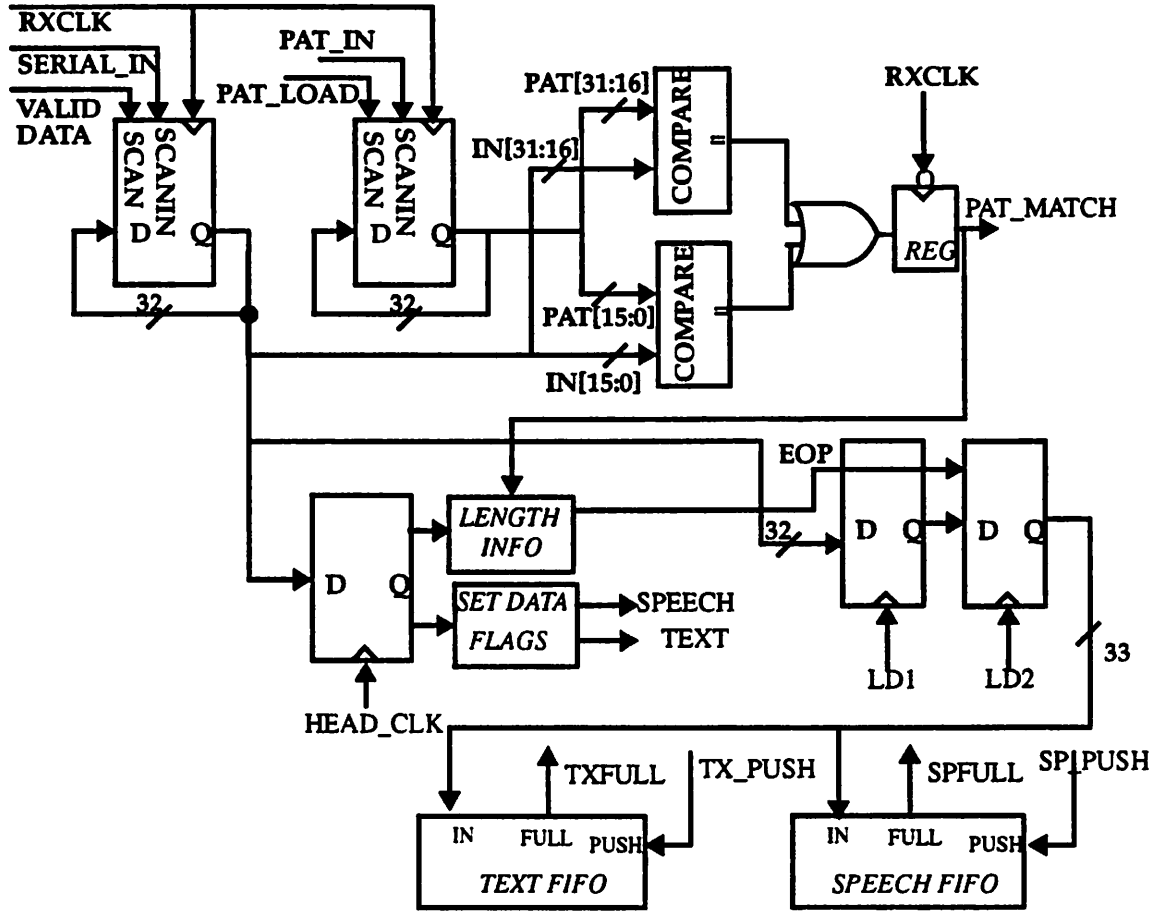 RXCLK
SERIAL_IN
VALID
DATA
PAT_IN
PAT_LOAD
SCAN
SCANIN
D
Q
32
SCAN
SCANIN
D
Q
32
PAT[31:16]
IN[31:16]
COMPARE
=
PAT[15:0]
IN[15:0]
COMPARE
=
RXCLK
REG
PAT_MATCH
EOP
LENGTH
INFO
32
D
Q
LD1
D
Q
LD2
33
D
Q
HEAD_CLK
SET DATA
FLAGS
SPEECH
TEXT
TXFULL
TX_PUSH
IN
FULL
PUSH
TEXT FIFO
SPFULL
SP_PUSH
IN
FULL
PUSH
SPEECH FIFO